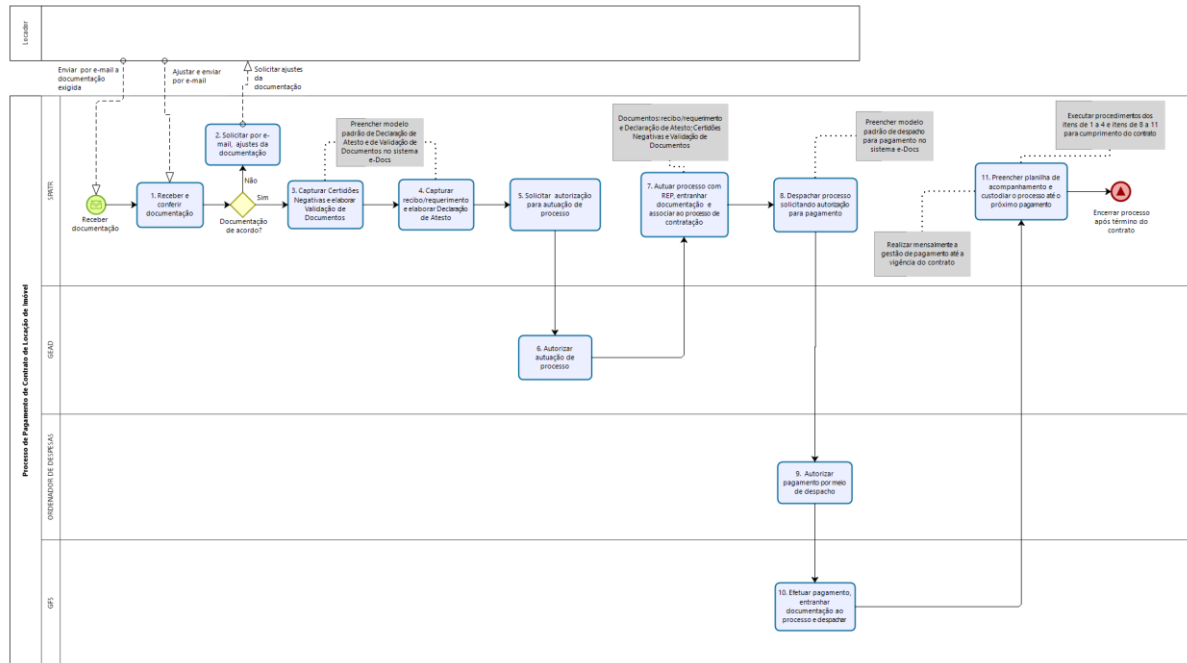 Locador
Enviar por e-mail a
documentação
exigida
Ajustar e enviar
por e-mail
Solicitar ajustes
da
documentação
Processo de Pagamento de Contrato de Locação de Imóvel
SPATR
Receber
documentação
1. Receber e
conferir
documentação
2. Solicitar por e-
mail, ajustes da
documentação
Não
Sim
Documentação
de acordo?
Preencher modelo
padrão de Declaração de
Atesto e de Validação de
Documentos no sistema
e-Docs
3. Capturar Certidões
Negativas e elaborar
Validação de
Documentos
4. Capturar
recibo/requerimento
e elaborar Declaração
de Atesto
5. Solicitar autorização
para autuação de
processo
Documentos:recibo/requerimento
e Declaração de Atesto;Certidões
Negativas e Validação de
Documentos
7. Autuar processo com
REP, entranhar
documentação e
associar ao processo de
contratação
Preencher modelo
padrão de despacho
para pagamento no
sistema e-Docs
8. Despachar processo
solicitando autorização
para pagamento
Executar procedimentos dos
itens de 1 a 4 e itens de 8 a 11
para cumprimento do contrato
11. Preencher planilha de
acompanhamento e
custodiar o processo até o
próximo pagamento
Realizar mensalmente a
gestão de pagamento até a
vigência do contrato
Encerrar processo
após término do
contrato
GEAD
6. Autorizar
autuação de
processo
ORDENADOR DE DESPESAS
9. Autorizar
pagamento por meio
de despacho
GFS
10. Efetuar pagamento,
entranhar
documentação ao
processo e despachar